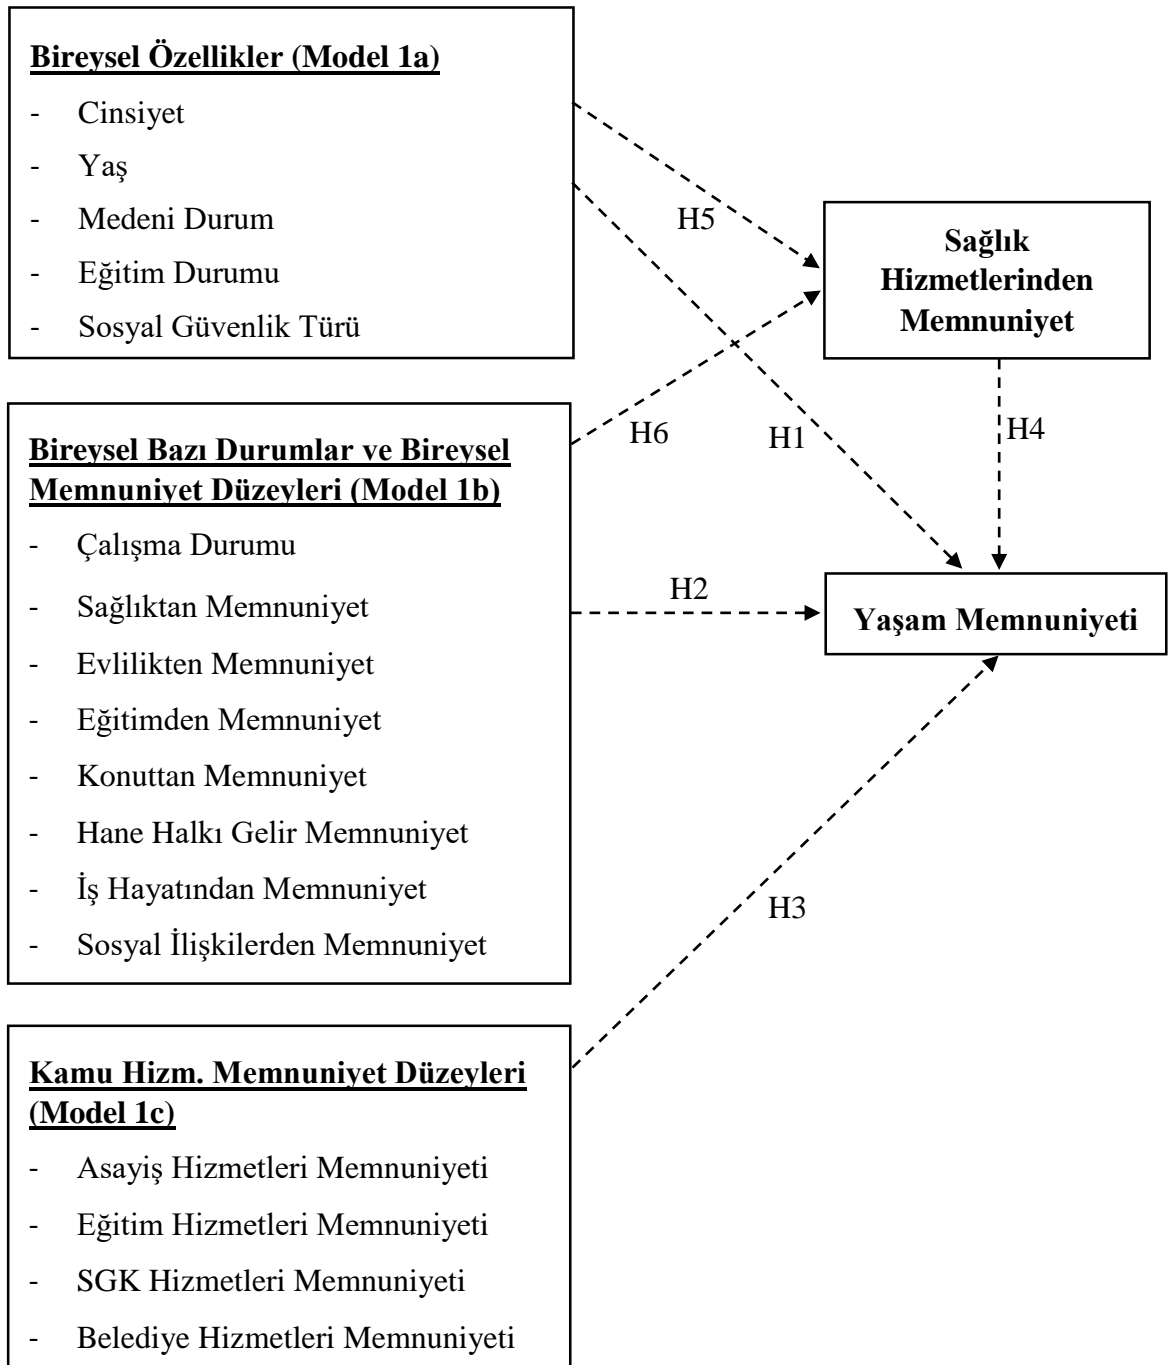 Bireysel Özellikler (Model 1a)
- Cinsiyet
- Yaş
- Medeni Durum
- Eğitim Durumu
- Sosyal Güvenlik Türü
H5
Sağlık
Hizmetlerinden
Memnuniyet
H6
H1
H4
Bireysel Bazı Durumlar ve Bireysel
Memnuniyet Düzeyleri (Model 1b)
- Çalışma Durumu
- Sağlıktan Memnuniyet
- Evlilikten Memnuniyet
- Eğitimden Memnuniyet
- Konuttan Memnuniyet
- Hane Halkı Gelir Memnuniyet
- İş Hayatından Memnuniyet
- Sosyal İlişkilerden Memnuniyet
H2
Yaşam Memnuniyeti
H3
Kamu Hizm. Memnuniyet Düzeyleri
(Model 1c)
- Asayiş Hizmetleri Memnuniyeti
- Eğitim Hizmetleri Memnuniyeti
- SGK Hizmetleri Memnuniyeti
- Belediye Hizmetleri Memnuniyeti